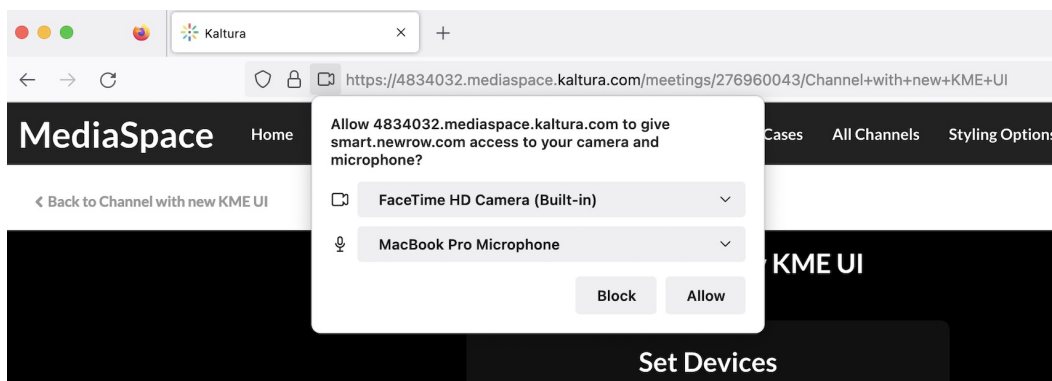 Kaltura
https://4834032.mediaspace.kaltura.com/meetings/276960043/Channel+with+new+KME+UI
MediaSpace Home Cases All Channels Styling Options
Allow 4834032.mediaspace.kaltura.com to give
smart.newrow.com access to your camera and
microphone?
< Back to Channel with new KME UI
FaceTime HD Camera (Built-in)
MacBook Pro Microphone
KME UI
Block Allow
Set Devices